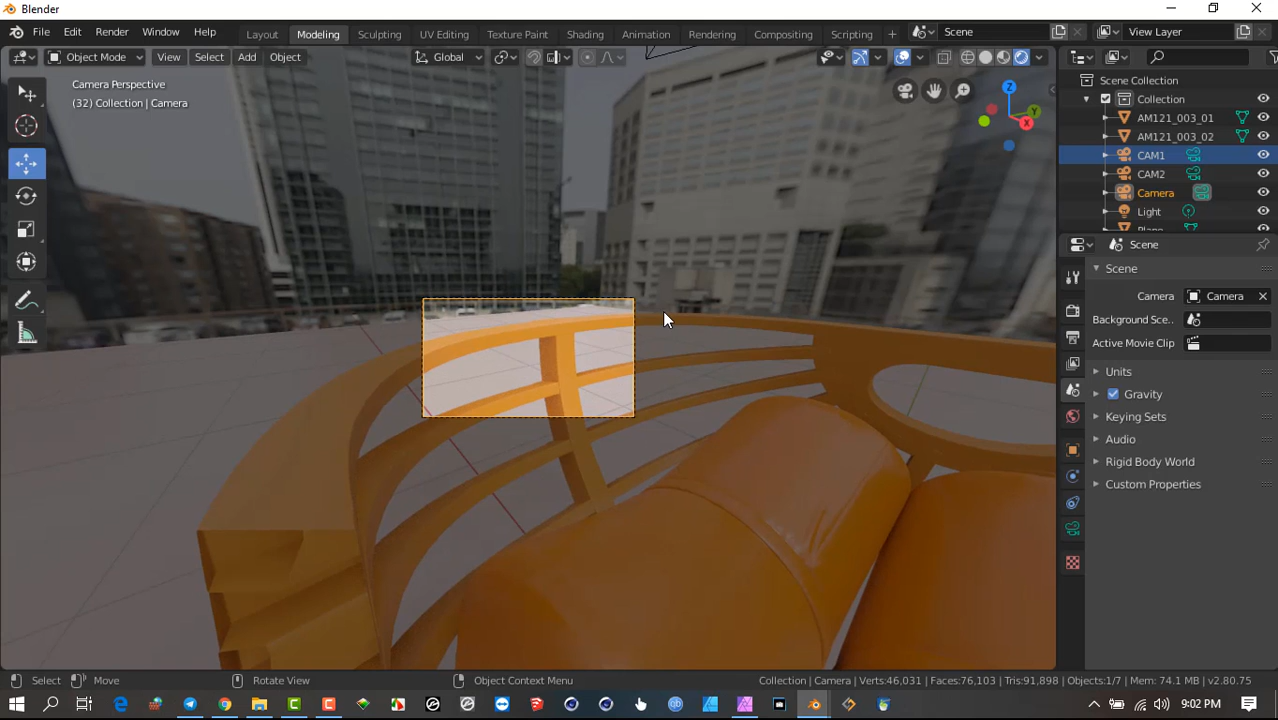 Blender
File Edit Render Window Help
Layout Modeling Sculpting UV Editing Texture Paint Shading Animation Rendering Compositing Scripting +
Scene
View Layer
Object Mode View Select Add Object
Global
Camera Perspective
(32) Collection | Camera
Z
Y
X
Scene Collection
Collection
AM121_003_01
AM121_003_02
CAM1
CAM2
Camera
Light
Plane
Scene
Scene
Camera Camera
Background Sce..
Active Movie Clip
Units
Gravity
Keying Sets
Audio
Rigid Body World
Custom Properties
Select Move Rotate View Object Context Menu
Collection | Camera | Verts:46,031 | Faces:76,103 | Tris:91,898 | Objects:1/7 | Mem: 74.1 MB | v2.80.75
9:02 PM